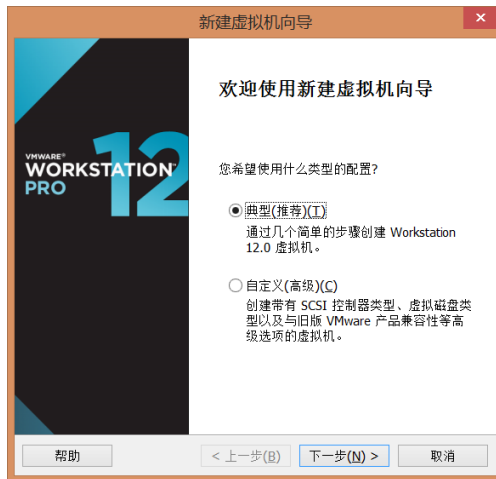 新建虚拟机向导
×
VMWARE®
WORKSTATION™
PRO
12
欢迎使用新建虚拟机向导
您希望使用什么类型的配置?
典型(推荐)(T)
通过几个简单的步骤创建 Workstation
12.0 虚拟机。
自定义(高级)(C)
创建带有 SCSI 控制器类型、虚拟磁盘类
型以及与旧版 VMware 产品兼容性等高
级选项的虚拟机。
帮助
< 上一步(B)
下一步(N) >
取消